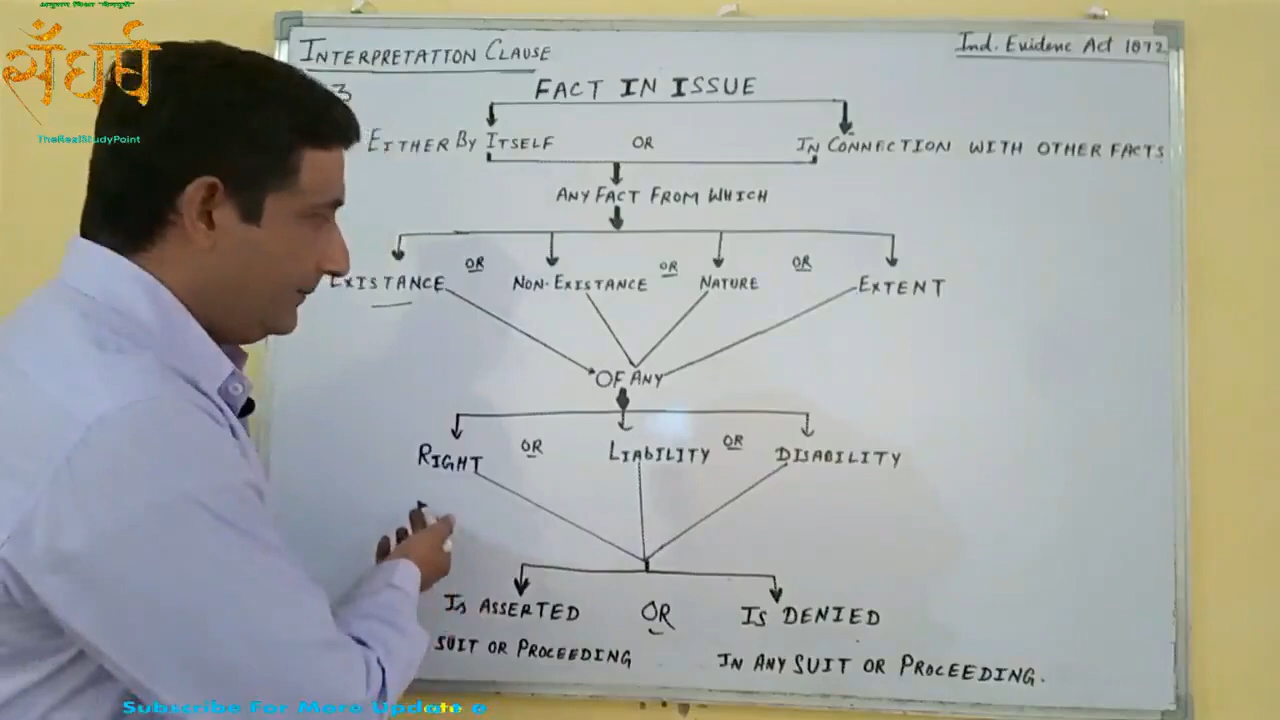 संघर्ष
TheRealStudyPoint
INTERPRETATION CLAUSE
Ind. Evidenc Act 1872
3
FACT IN ISSUE
EITHER BY ITSELF OR IN CONNECTION WITH OTHER FACTS
ANY FACT FROM WHICH
EXISTANCE OR NON-EXISTANCE OR NATURE OR EXTENT
OF ANY
RIGHT OR LIABILITY OR DISABILITY
IS ASSERTED OR IS DENIED
SUIT OR PROCEEDING
IN ANY SUIT OR PROCEEDING.
Subscribe For More Update